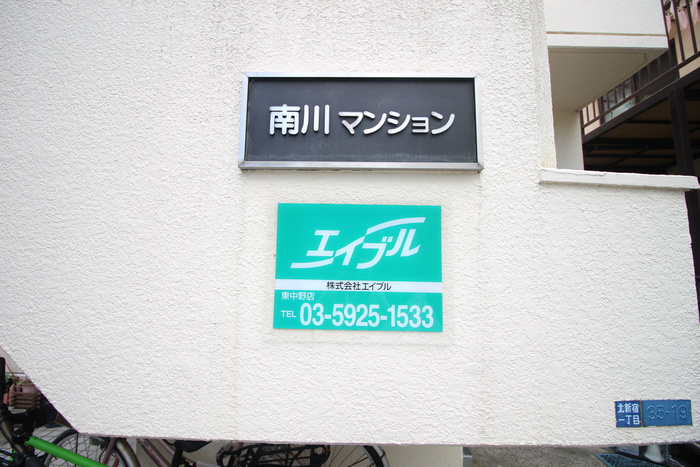 南川 マンション
エイブル
株式会社エイブル
東中野店
TEL 03-5925-1533
北新宿
一丁目
35-19